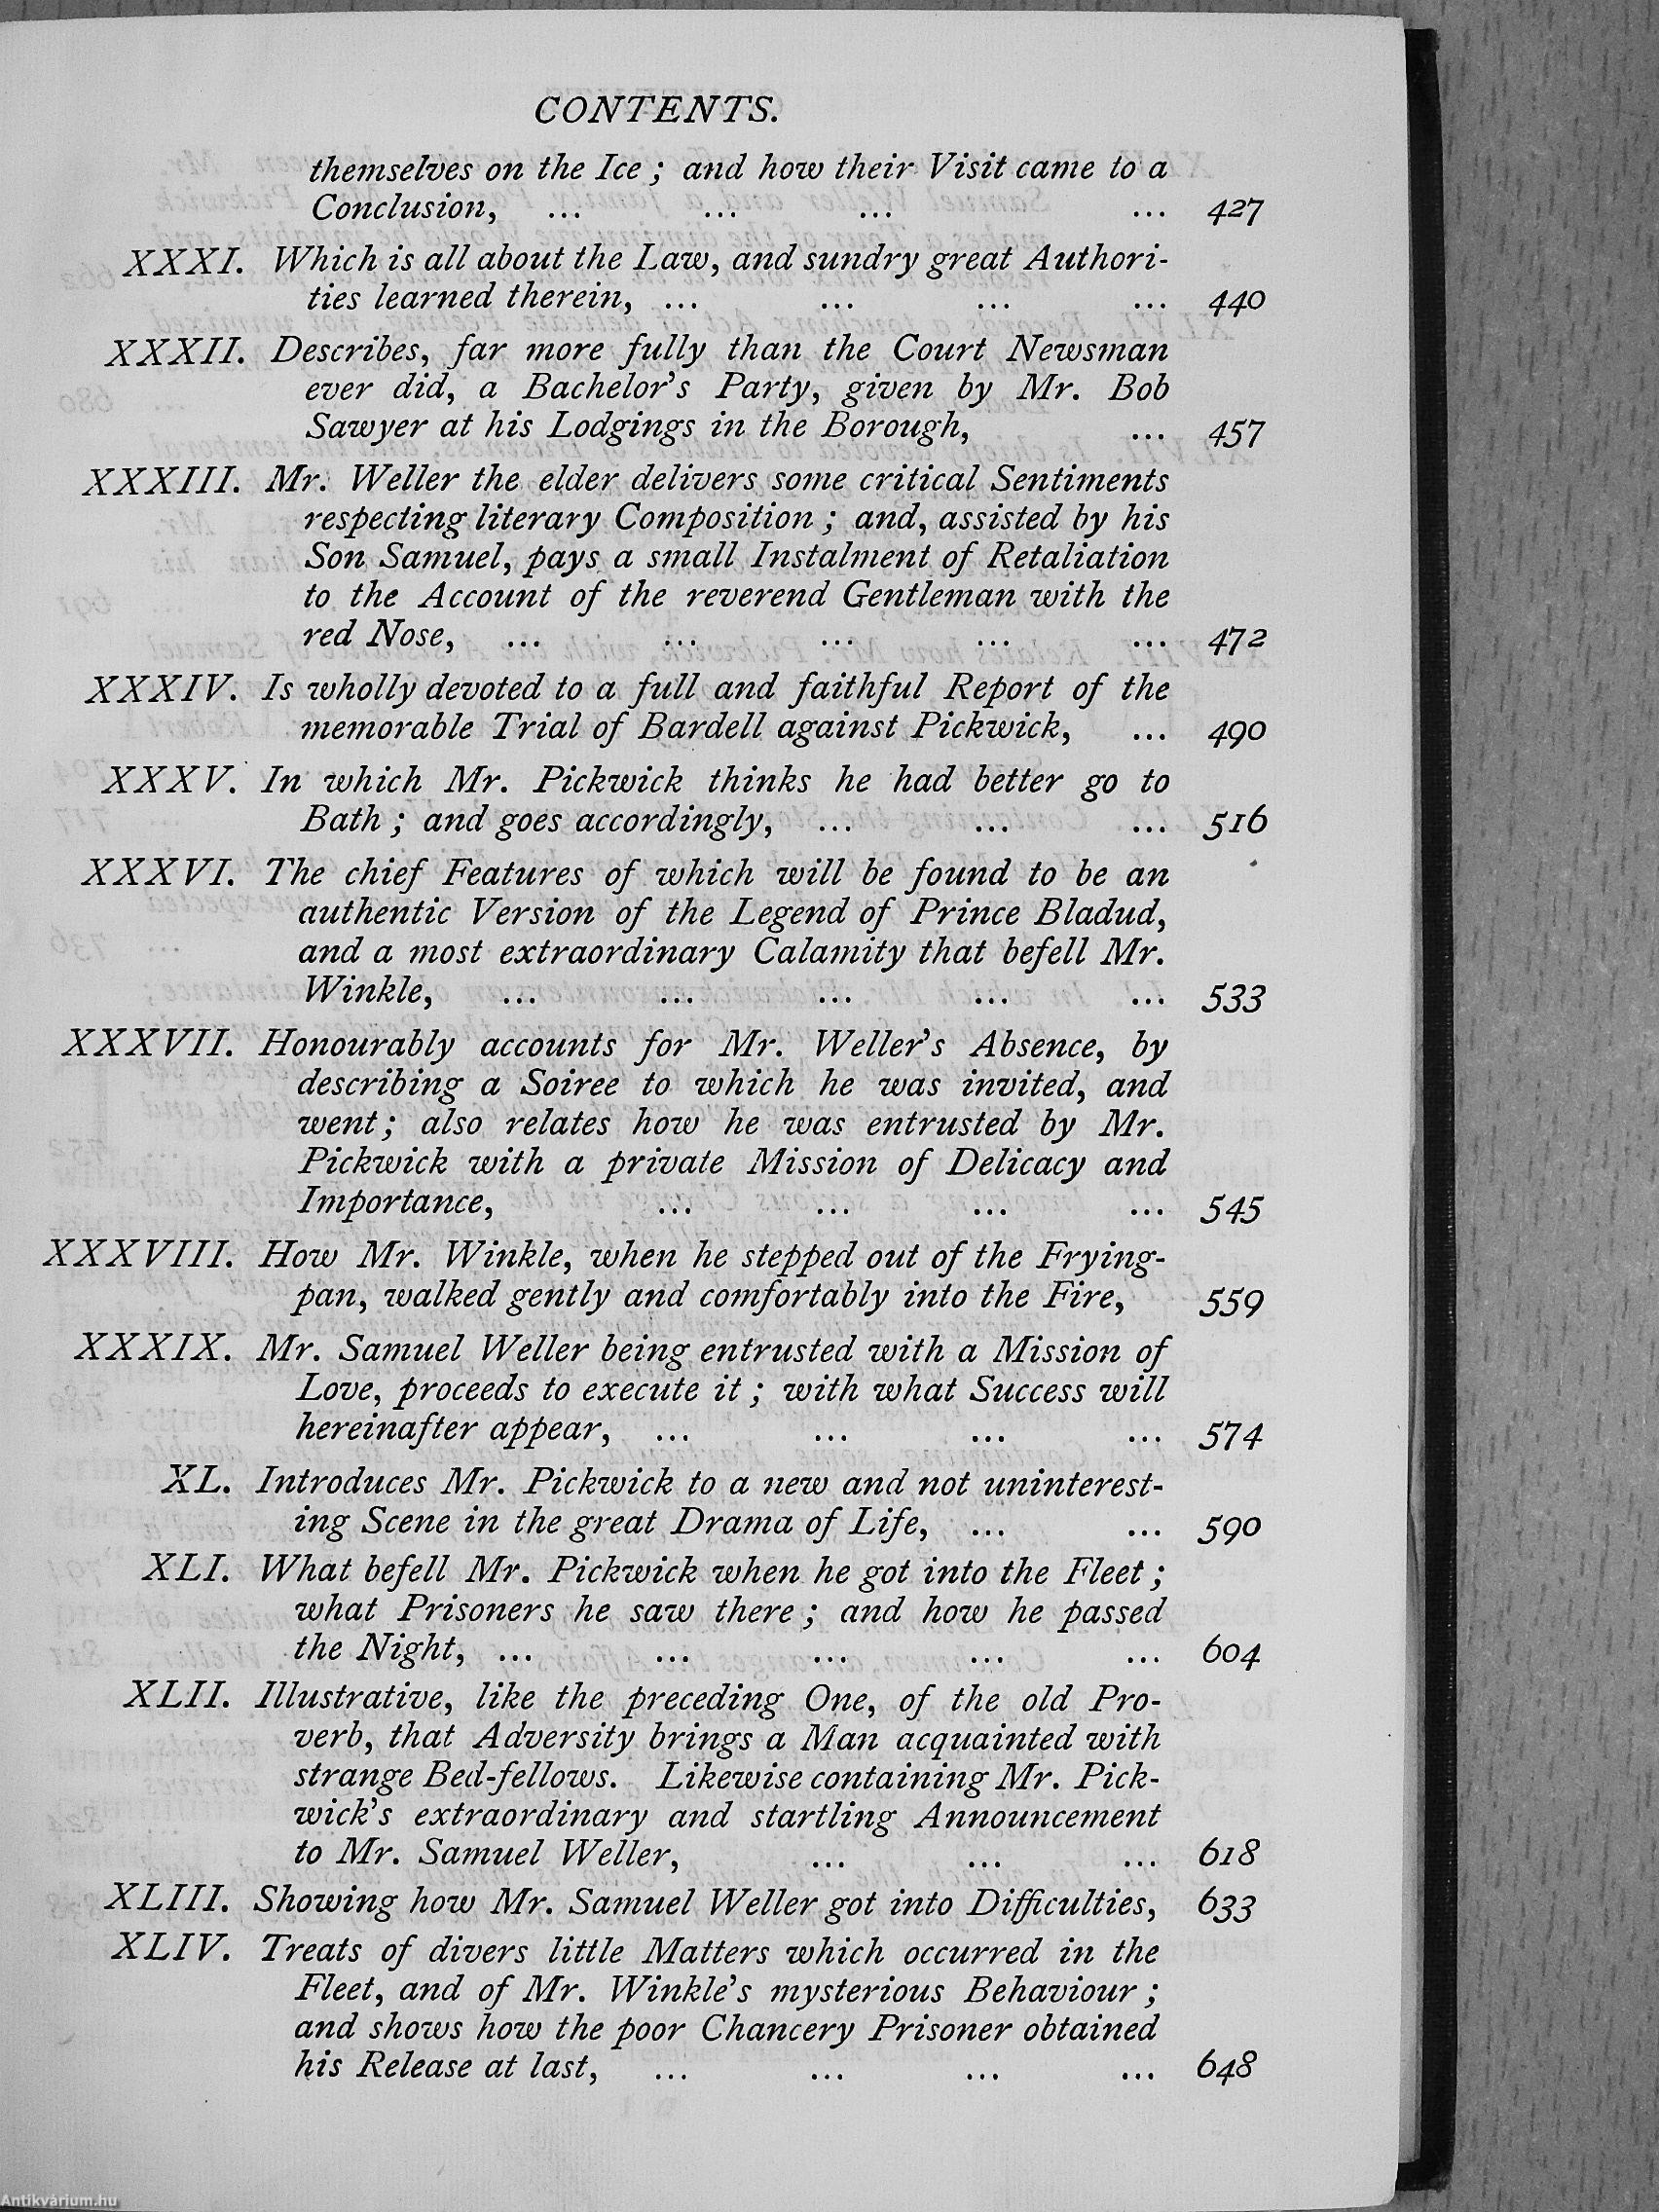 CONTENTS.
themselves on the Ice ; and how their Visit came to a
Conclusion, ... ... ... ... 427
XXXI. Which is all about the Law, and sundry great Authori-
ties learned therein, ... ... ... ... 440
XXXII. Describes, far more fully than the Court Newsman
ever did, a Bachelor's Party, given by Mr. Bob
Sawyer at his Lodgings in the Borough, ... 457
XXXIII. Mr. Weller the elder delivers some critical Sentiments
respecting literary Composition ; and, assisted by his
Son Samuel, pays a small Instalment of Retaliation
to the Account of the reverend Gentleman with the
red Nose, ... ... ... ... ... 472
XXXIV. Is wholly devoted to a full and faithful Report of the
memorable Trial of Bardell against Pickwick, ... 490
XXXV. In which Mr. Pickwick thinks he had better go to
Bath ; and goes accordingly, ... ... ... 516
XXXVI. The chief Features of which will be found to be an
authentic Version of the Legend of Prince Bladud,
and a most extraordinary Calamity that befell Mr.
Winkle, ... ... ... ... ... 533
XXXVII. Honourably accounts for Mr. Weller's Absence, by
describing a Soiree to which he was invited, and
went ; also relates how he was entrusted by Mr.
Pickwick with a private Mission of Delicacy and
Importance, ... ... ... ... 545
XXXVIII. How Mr. Winkle, when he stepped out of the Frying-
pan, walked gently and comfortably into the Fire, 559
XXXIX. Mr. Samuel Weller being entrusted with a Mission of
Love, proceeds to execute it ; with what Success will
hereinafter appear, ... ... ... ... 574
XL. Introduces Mr. Pickwick to a new and not uninterest-
ing Scene in the great Drama of Life, ... ... 590
XLI. What befell Mr. Pickwick when he got into the Fleet ;
what Prisoners he saw there ; and how he passed
the Night, ... ... ... ... ... 604
XLII. Illustrative, like the preceding One, of the old Pro-
verb, that Adversity brings a Man acquainted with
strange Bed-fellows. Likewise containing Mr. Pick-
wick's extraordinary and startling Announcement
to Mr. Samuel Weller, ... ... ... 618
XLIII. Showing how Mr. Samuel Weller got into Difficulties, 633
XLIV. Treats of divers little Matters which occurred in the
Fleet, and of Mr. Winkle's mysterious Behaviour ;
and shows how the poor Chancery Prisoner obtained
his Release at last, ... ... ... ... 648
Antikvárium.hu